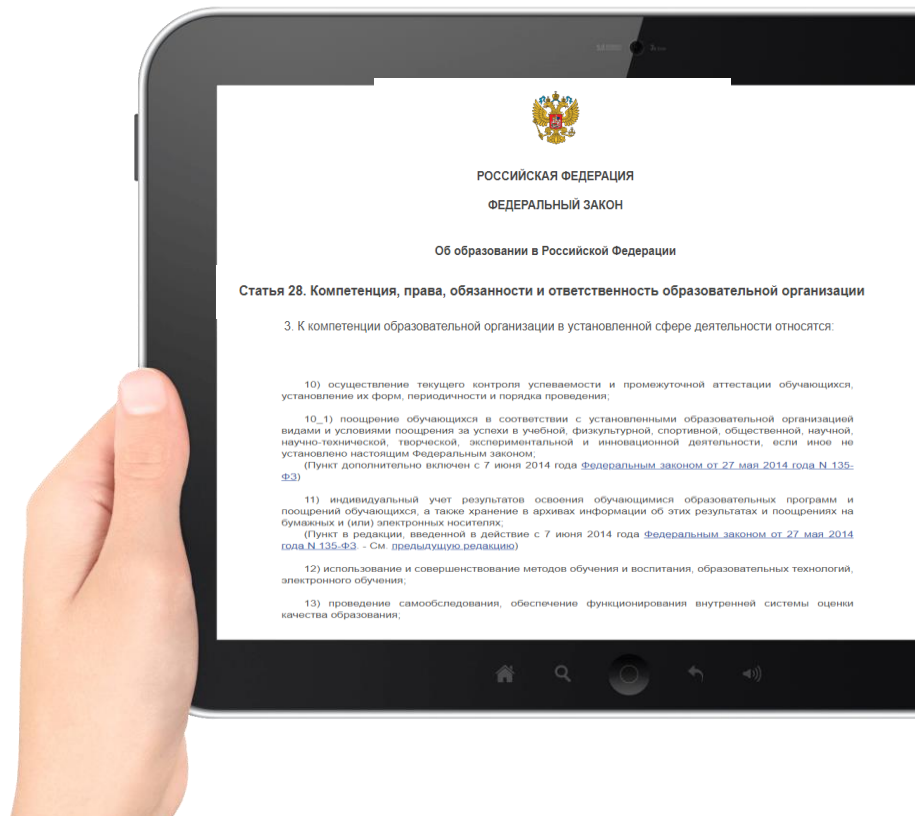 РОССИЙСКАЯ ФЕДЕРАЦИЯ
ФЕДЕРАЛЬНЫЙ ЗАКОН
Об образовании в Российской Федерации
Статья 28. Компетенция, права, обязанности и ответственность образовательной организации
3. К компетенции образовательной организации в установленной сфере деятельности относятся:
10) осуществление текущего контроля успеваемости и промежуточной аттестации обучающихся,
установление их форм, периодичности и порядка проведения;
10_1) поощрение обучающихся в соответствии с установленными образовательной организацией
видами и условиями поощрения за успехи в учебной, физкультурной, спортивной, общественной, научной,
научно-технической, творческой, экспериментальной и инновационной деятельности, если иное не
установлено настоящим Федеральным законом;
(Пункт дополнительно включен с 7 июня 2014 года Федеральным законом от 27 мая 2014 года N 135-
ФЗ)
11) индивидуальный учет результатов освоения обучающимися образовательных программ и
поощрений обучающихся, а также хранение в архивах информации об этих результатах и поощрениях на
бумажных и (или) электронных носителях;
(Пункт в редакции, введенной в действие с 7 июня 2014 года Федеральным законом от 27 мая 2014
года N 135-ФЗ. - См. предыдущую редакцию)
12) использование и совершенствование методов обучения и воспитания, образовательных технологий,
электронного обучения;
13) проведение самообследования, обеспечение функционирования внутренней системы оценки
качества образования;